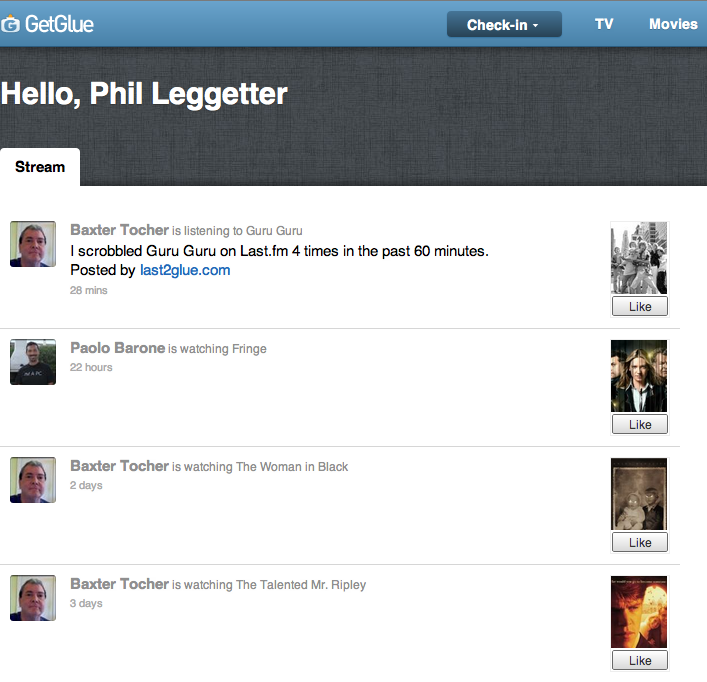 GetGlue
Check-in
TV
Movies
Hello, Phil Leggetter
Stream
Baxter Tocher is listening to Guru Guru
I scrobbled Guru Guru on Last.fm 4 times in the past 60 minutes.
Posted by last2glue.com
28 mins
Like
Paolo Barone is watching Fringe
22 hours
I'M A PC
Like
Baxter Tocher is watching The Woman in Black
2 days
Like
Baxter Tocher is watching The Talented Mr. Ripley
3 days
Like